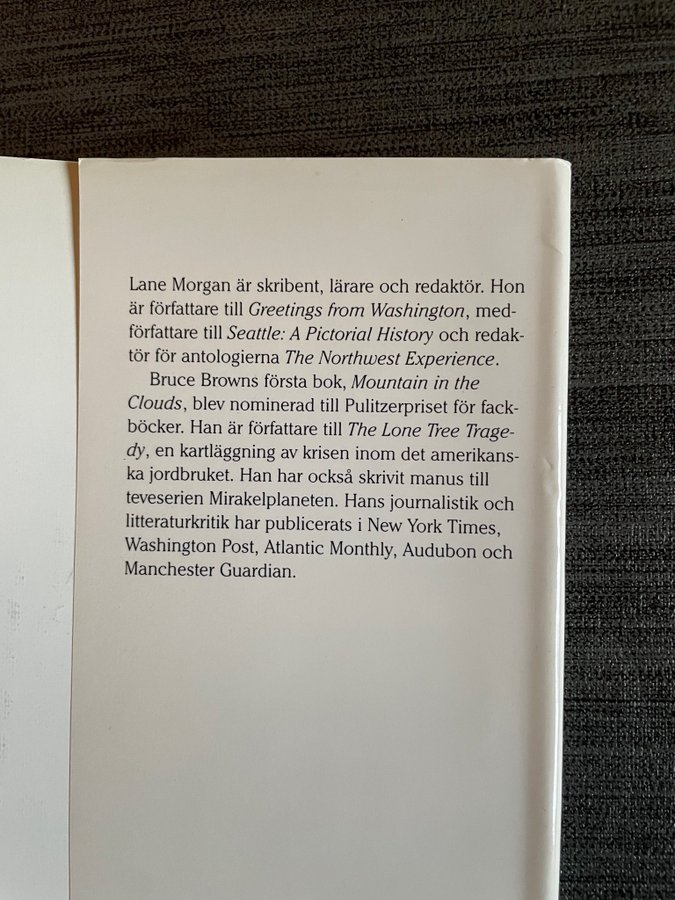 Lane Morgan är skribent, lärare och redaktör. Hon
är författare till Greetings from Washington, med-
författare till Seattle: A Pictorial History och redak-
tör för antologierna The Northwest Experience.
Bruce Browns första bok, Mountain in the
Clouds, blev nominerad till Pulitzerpriset för fack-
böcker. Han är författare till The Lone Tree Trage-
dy, en kartläggning av krisen inom det amerikans-
ka jordbruket. Han har också skrivit manus till
teveserien Mirakelplaneten. Hans journalistik och
litteraturkritik har publicerats i New York Times,
Washington Post, Atlantic Monthly, Audubon och
Manchester Guardian.